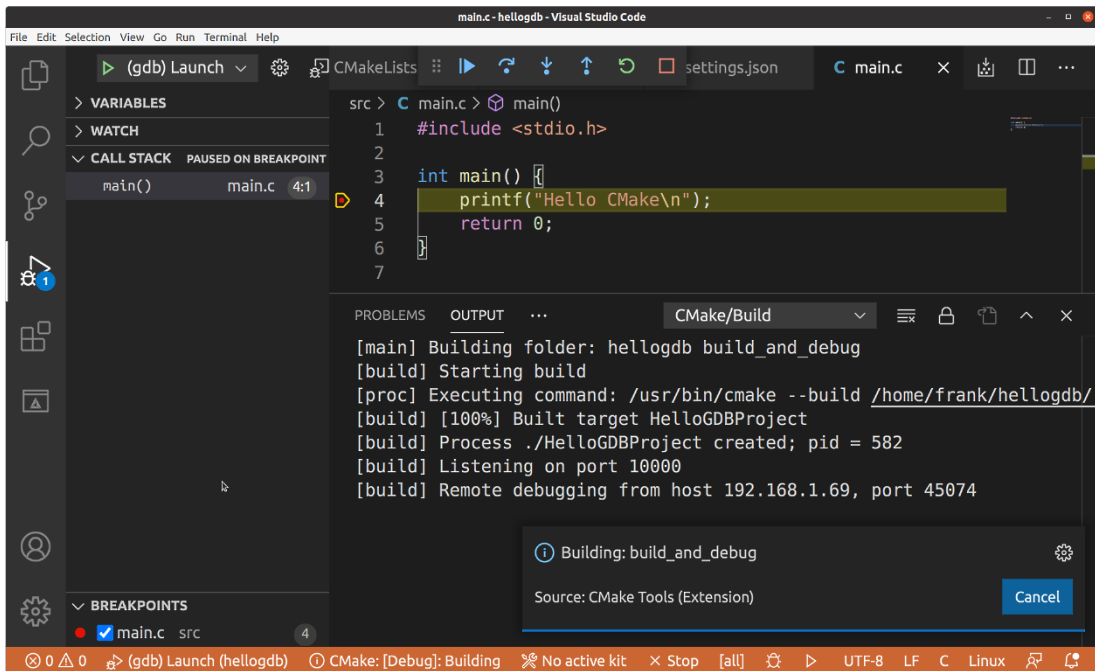 main.c - hellogdb - Visual Studio Code
File Edit Selection View Go Run Terminal Help
(gdb) Launch
CMakeLists
settings.json
C main.c
VARIABLES
WATCH
CALL STACK PAUSED ON BREAKPOINT
main() main.c 4:1
1
src > C main.c > main()
1 #include <stdio.h>
2
3 int main() {
4     printf("Hello CMake\n");
5     return 0;
6 }
7
PROBLEMS OUTPUT ··· CMake/Build
[main] Building folder: hellogdb build_and_debug
[build] Starting build
[proc] Executing command: /usr/bin/cmake --build /home/frank/hellogdb/
[build] [100%] Built target HelloGDBProject
[build] Process ./HelloGDBProject created; pid = 582
[build] Listening on port 10000
[build] Remote debugging from host 192.168.1.69, port 45074
Building: build_and_debug
Source: CMake Tools (Extension)
Cancel
BREAKPOINTS
main.c src 4
0 0 (gdb) Launch (hellogdb) CMake: [Debug]: Building No active kit Stop [all] UTF-8 LF C Linux